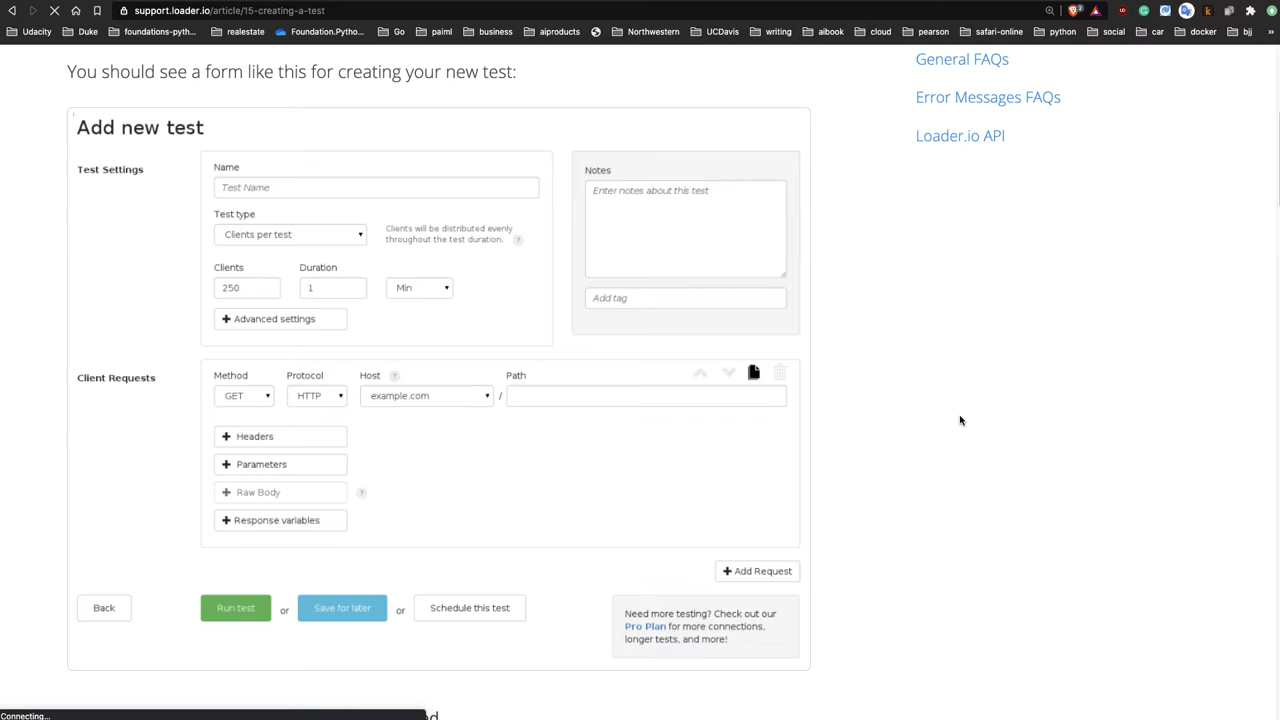 support.loader.io/article/15-creating-a-test
Udacity Duke foundations-pyth... realestate Foundation.Python... Go paiml business aiproducts Northwestern UCDavis writing aibook cloud pearson safari-online python social car docker bjj »
You should see a form like this for creating your new test:
General FAQs
Error Messages FAQs
Loader.io API
Add new test
Test Settings
Name
Test Name
Test type
Clients per test
Clients will be distributed evenly
throughout the test duration. ?
Clients Duration
250 1 Min
+ Advanced settings
Notes
Enter notes about this test
Add tag
Client Requests
Method Protocol Host ? Path
GET HTTP example.com /
+ Headers
+ Parameters
+ Raw Body ?
+ Response variables
+ Add Request
Back Run test or Save for later or Schedule this test
Need more testing? Check out our
Pro Plan for more connections,
longer tests, and more!
Connecting...